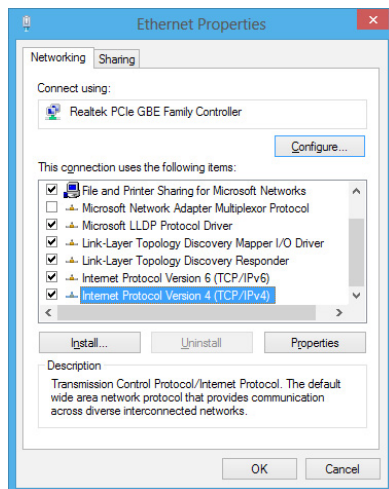 Ethernet Properties
Networking
Sharing
Connect using:
Realtek PCIe GBE Family Controller
Configure...
This connection uses the following items:
File and Printer Sharing for Microsoft Networks
Microsoft Network Adapter Multiplexor Protocol
Microsoft LLDP Protocol Driver
Link-Layer Topology Discovery Mapper I/O Driver
Link-Layer Topology Discovery Responder
Internet Protocol Version 6 (TCP/IPv6)
Internet Protocol Version 4 (TCP/IPv4)
Install...
Uninstall
Properties
Description
Transmission Control Protocol/Internet Protocol. The default
wide area network protocol that provides communication
across diverse interconnected networks.
OK
Cancel